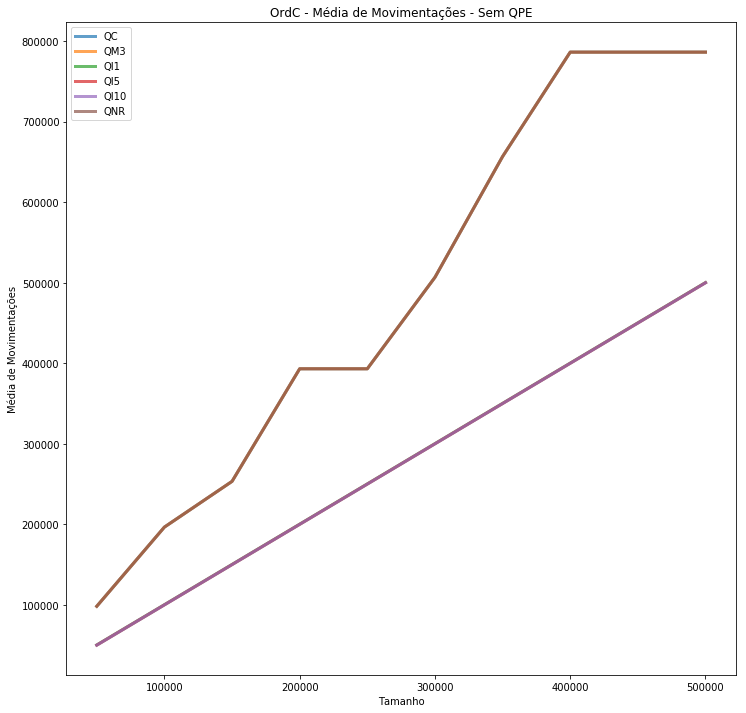 OrdC - Média de Movimentações - Sem QPE
QC
QM3
QI1
QI5
QI10
QNR
800000
700000
600000
500000
400000
300000
200000
100000
Média de Movimentações
100000
200000
300000
400000
500000
Tamanho